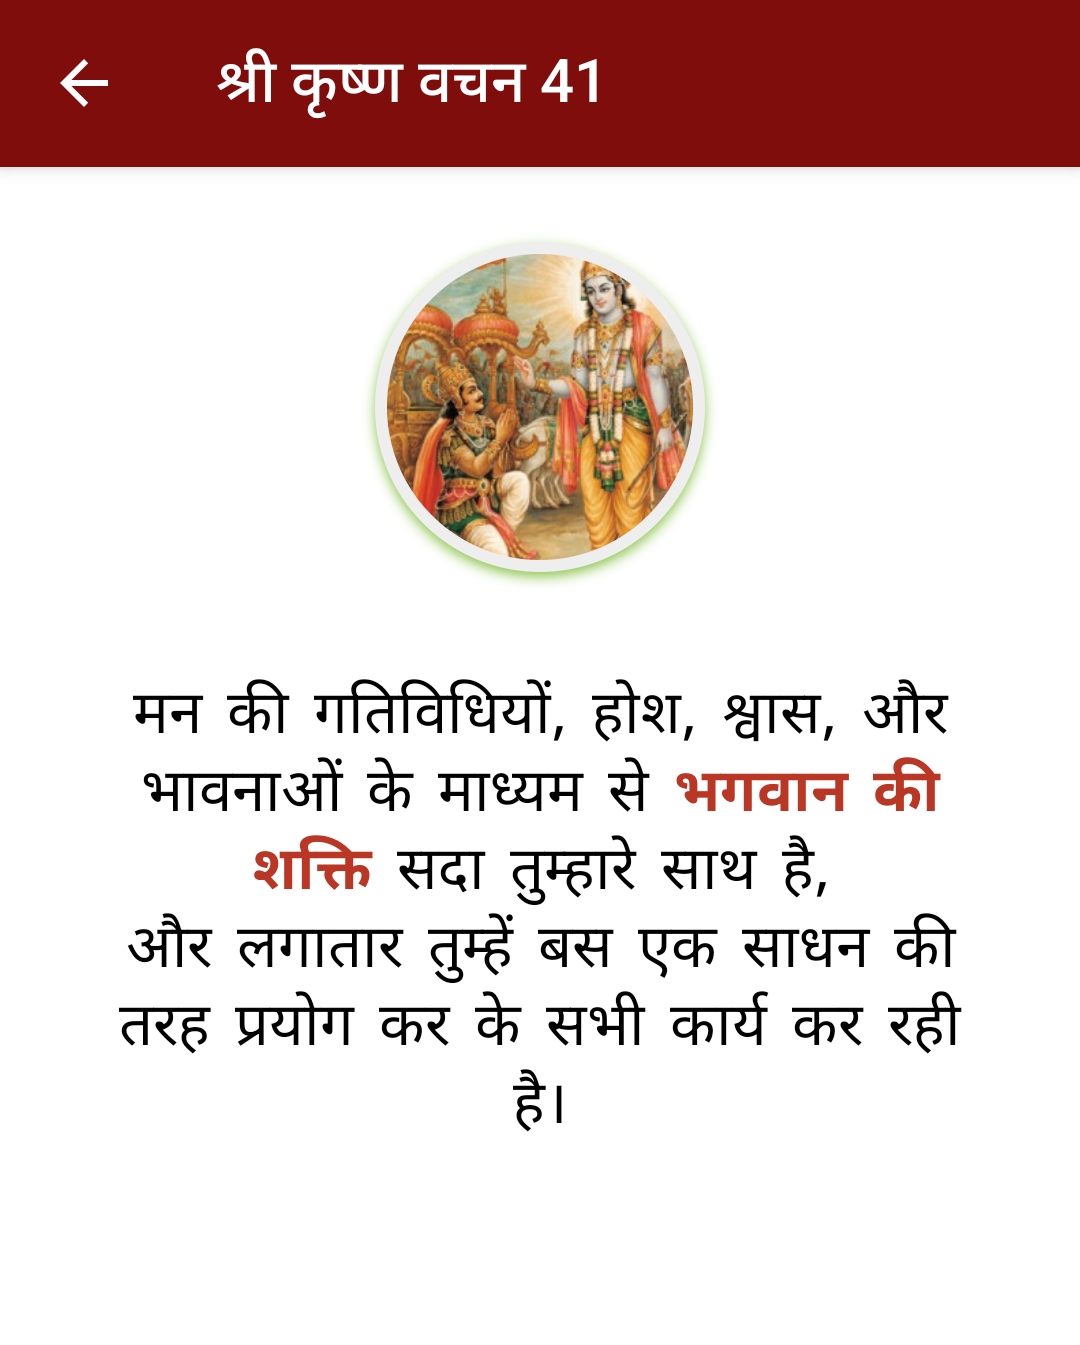 श्री कृष्ण वचन 41
मन की गतिविधियों, होश, श्वास, और
भावनाओं के माध्यम से भगवान की
शक्ति सदा तुम्हारे साथ है,
और लगातार तुम्हें बस एक साधन की
तरह प्रयोग कर के सभी कार्य कर रही
है।